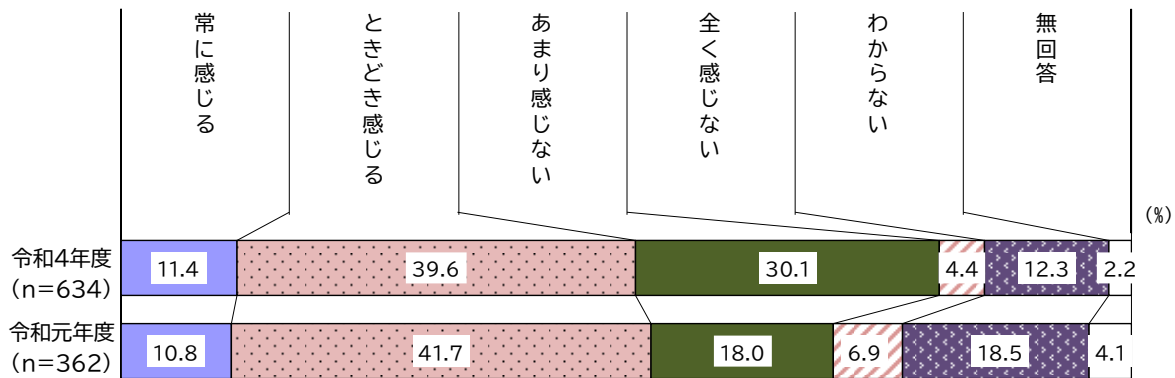 常に感じる
ときどき感じる
あまり感じない
全く感じない
わからない
無回答
(%)
令和4年度
(n=634)
11.4
39.6
30.1
4.4
12.3
2.2
令和元年度
(n=362)
10.8
41.7
18.0
6.9
18.5
4.1